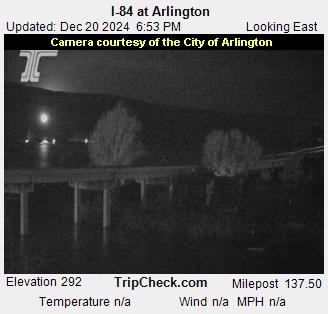 I-84 at Arlington
Updated: Dec 20 2024 6:53 PM Looking East
Camera courtesy of the City of Arlington
Elevation 292 TripCheck.com Milepost 137.50
Temperature n/a Wind n/a MPH n/a